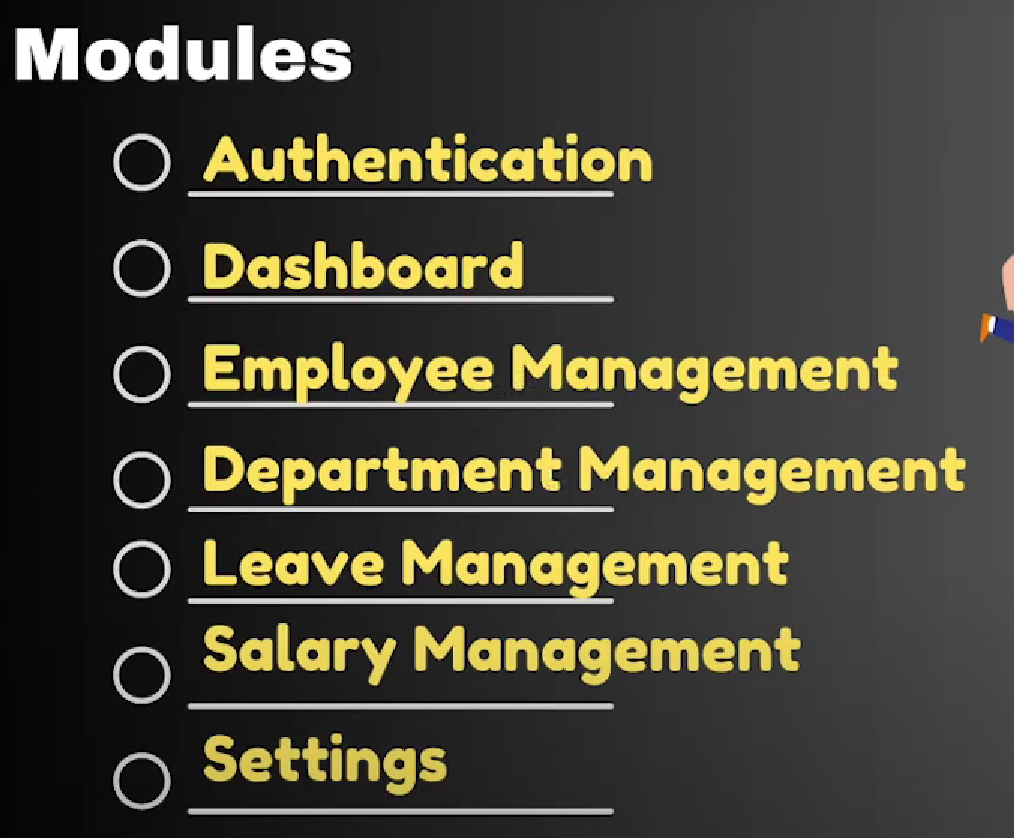 Modules
Authentication
Dashboard
Employee Management
Department Management
Leave Management
Salary Management
Settings